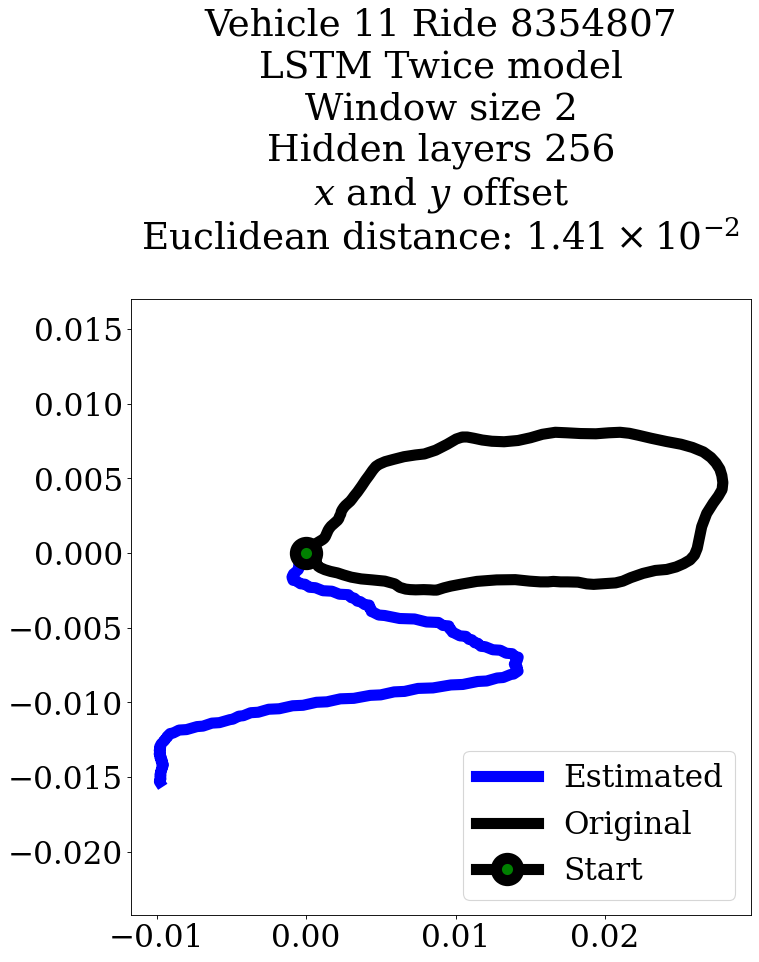 Vehicle 11 Ride 8354807
LSTM Twice model
Window size 2
Hidden layers 256
x and y offset
Euclidean distance: 1.41 × 10⁻²
0.015
0.010
0.005
0.000
−0.005
−0.010
−0.015
−0.020
−0.01 0.00 0.01 0.02
Estimated
Original
Start